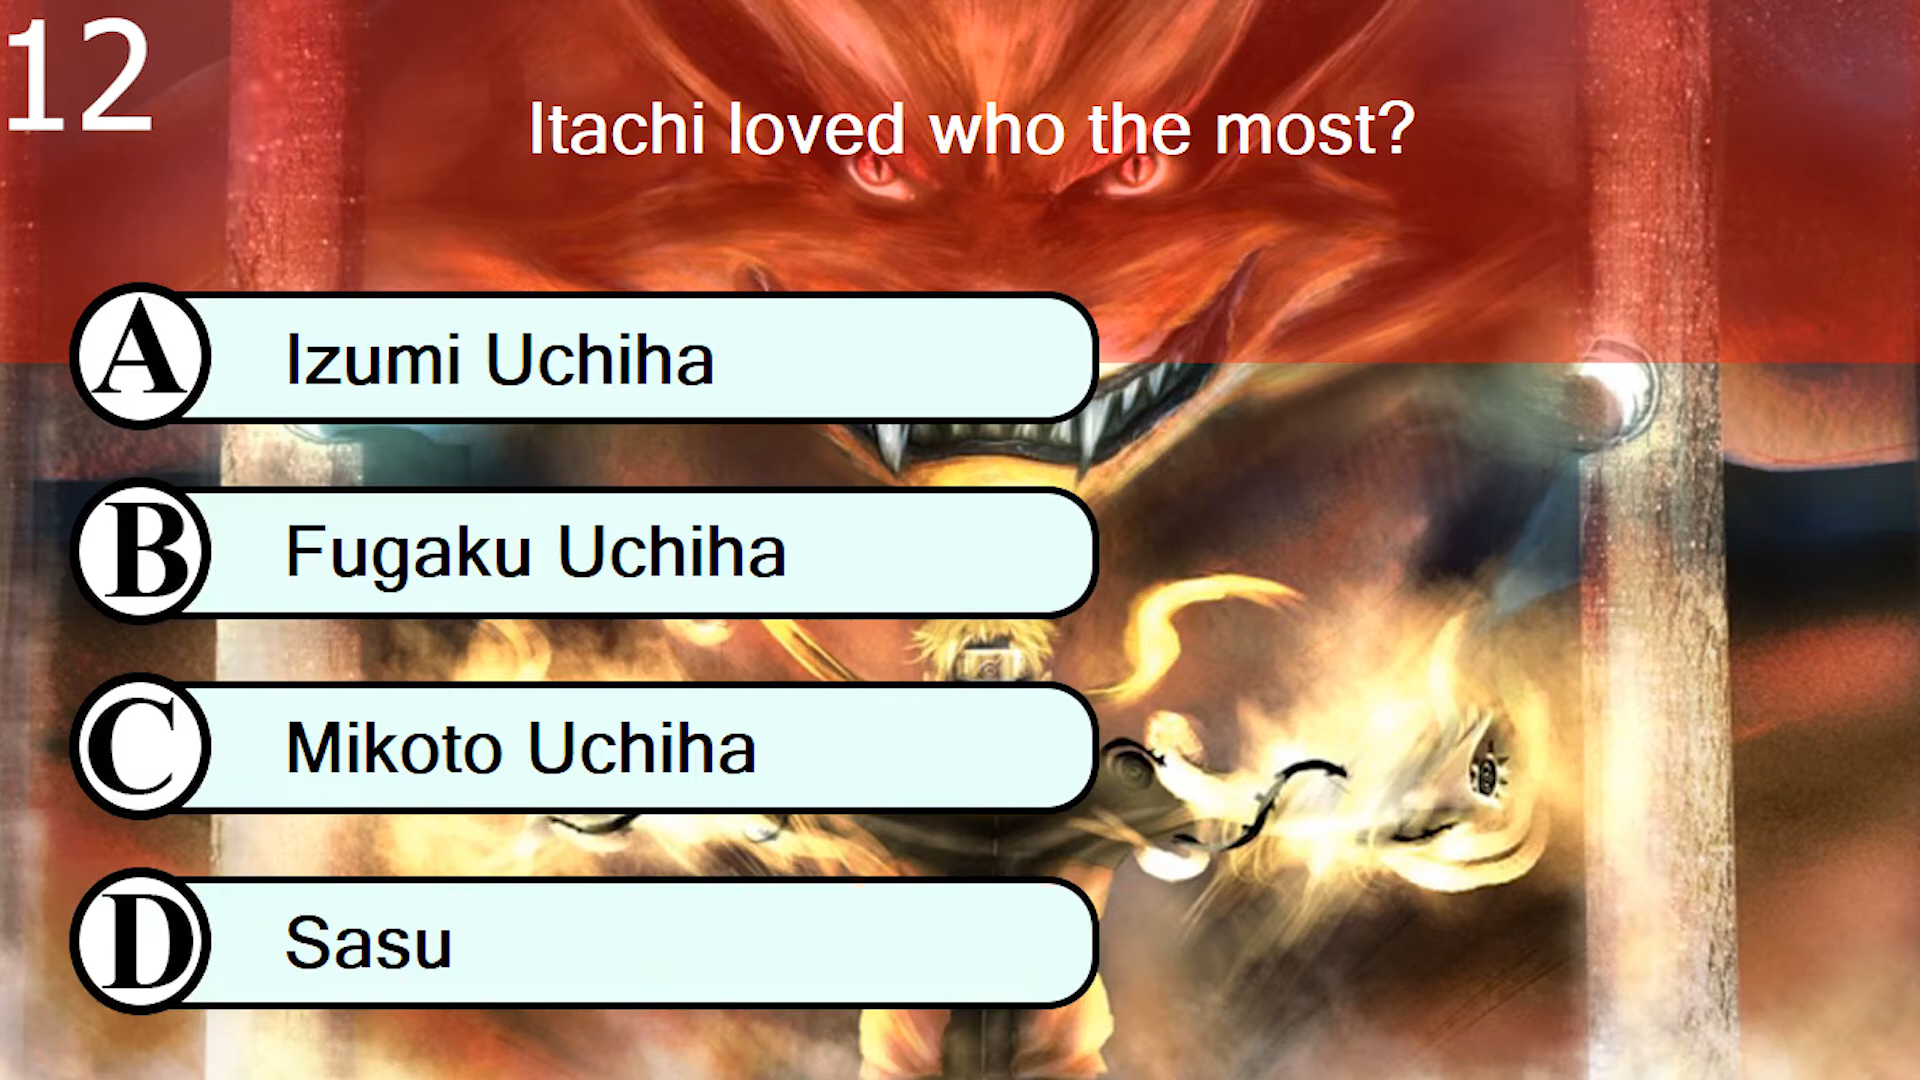 12
Itachi loved who the most?
A Izumi Uchiha
B Fugaku Uchiha
C Mikoto Uchiha
D Sasu